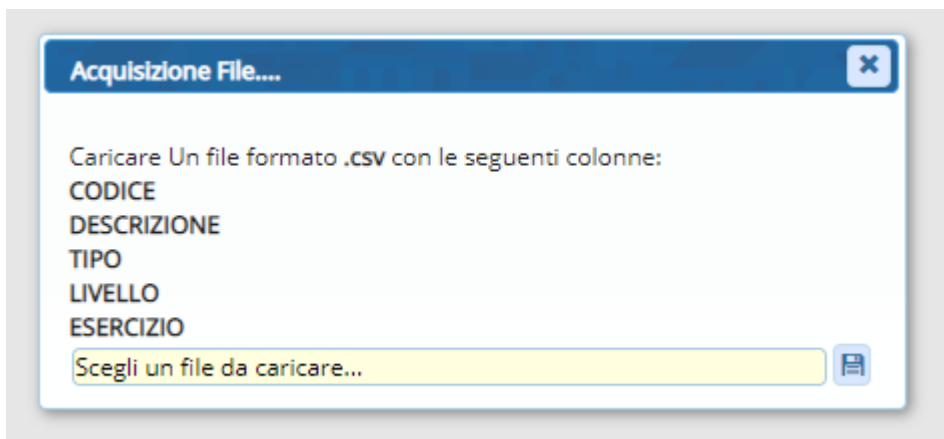 Acquisizione File....
Caricare Un file formato .csv con le seguenti colonne:
CODICE
DESCRIZIONE
TIPO
LIVELLO
ESERCIZIO
Scegli un file da caricare...